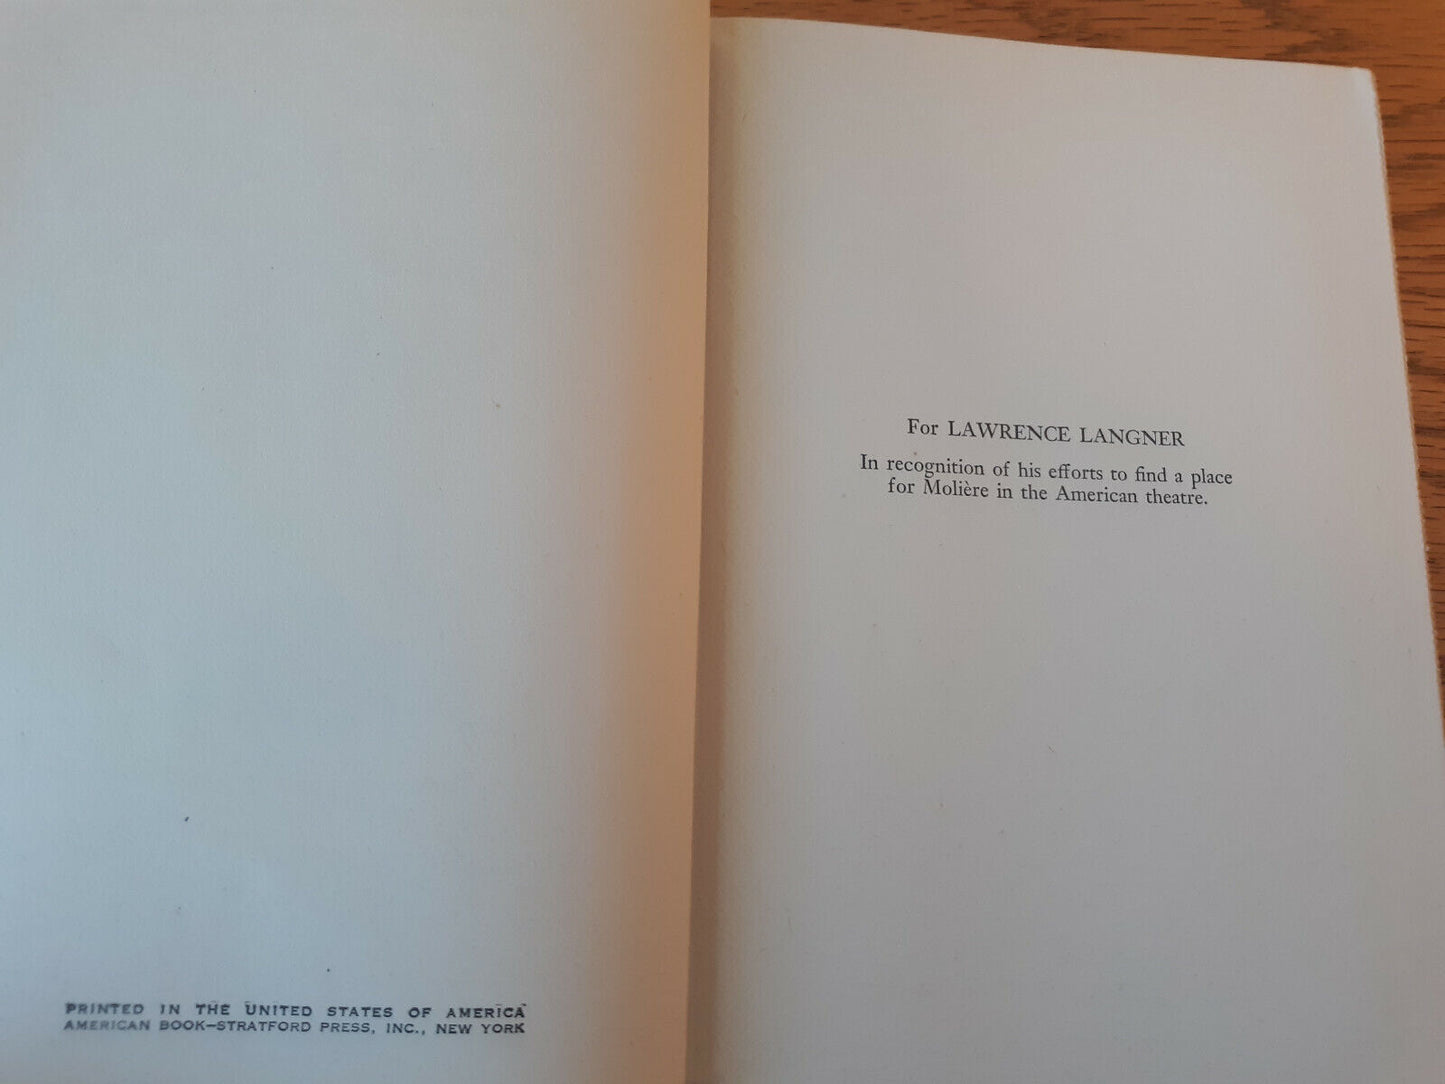 PRINTED IN THE UNITED STATES OF AMERICA
AMERICAN BOOK—STRATFORD PRESS, INC., NEW YORK
For LAWRENCE LANGNER
In recognition of his efforts to find a place
for Molière in the American theatre.